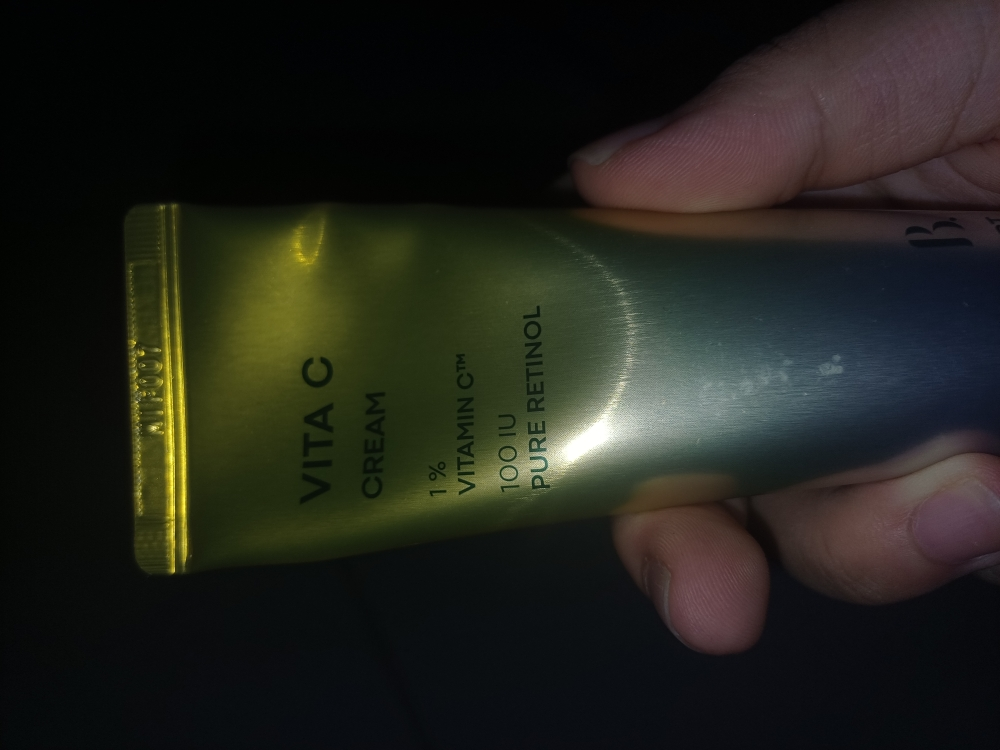 VITA C
CREAM
1 %
VITAMIN C™
100 IU
PURE RETINOL
B.